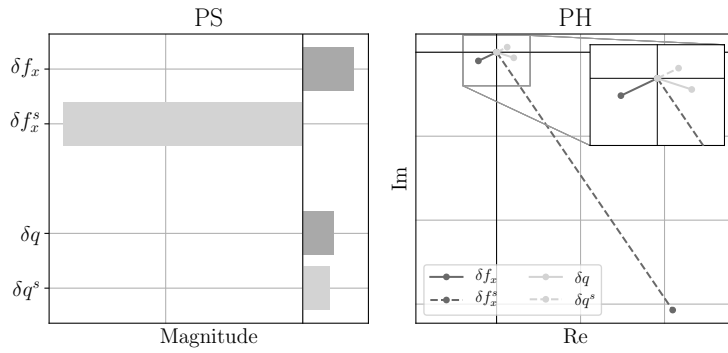 PS
δf_x
δf_x^s
δq
δq^s
Magnitude
PH
Im
δf_x
δf_x^s
δq
δq^s
Re